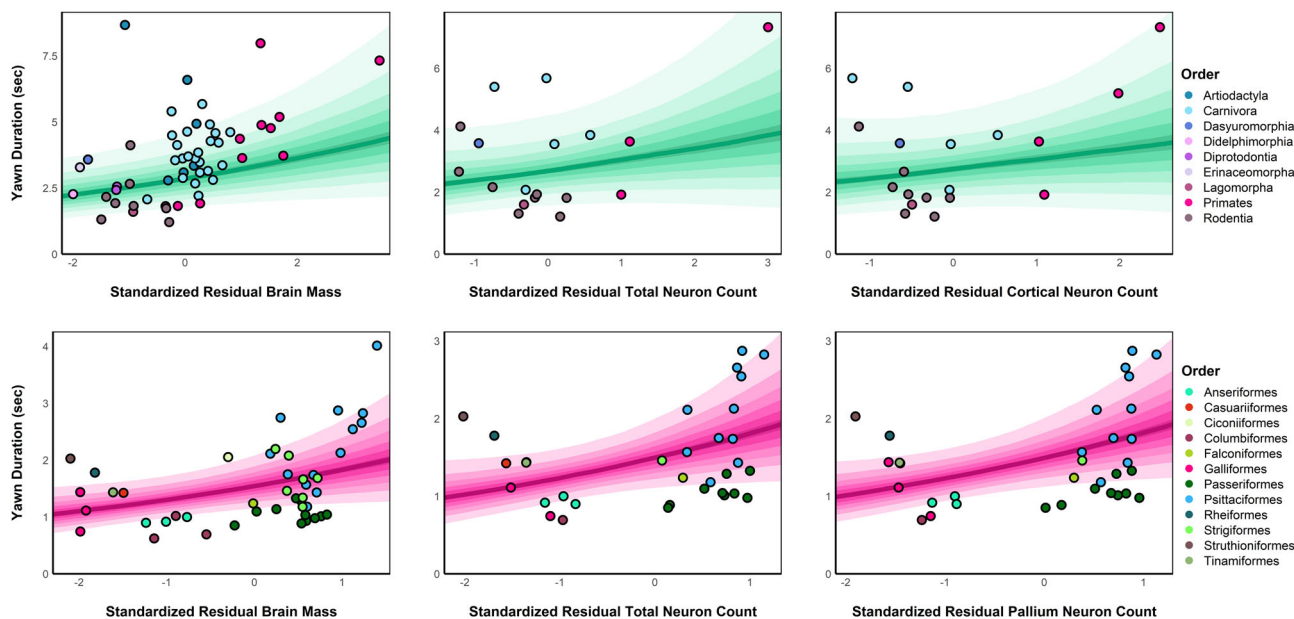 Yawn Duration (sec)
7.5
5
2.5
0
-2
0
2
Standardized Residual Brain Mass
6
4
2
0
-1
0
1
2
3
Standardized Residual Total Neuron Count
6
4
2
0
-1
0
1
2
Standardized Residual Cortical Neuron Count
Order
Artiodactyla
Carnivora
Dasyuromorphia
Didelphimorphia
Diprotodontia
Erinaceomorpha
Lagomorpha
Primates
Rodentia
Yawn Duration (sec)
4
3
2
1
0
-2
-1
0
1
Standardized Residual Brain Mass
3
2
1
0
-2
-1
0
1
Standardized Residual Total Neuron Count
3
2
1
0
-2
-1
0
1
Standardized Residual Pallium Neuron Count
Order
Anseriformes
Casuariiformes
Ciconiiformes
Columbiformes
Falconiformes
Galliformes
Passeriformes
Psittaciformes
Rheiformes
Strigiformes
Struthioniformes
Tinamiformes